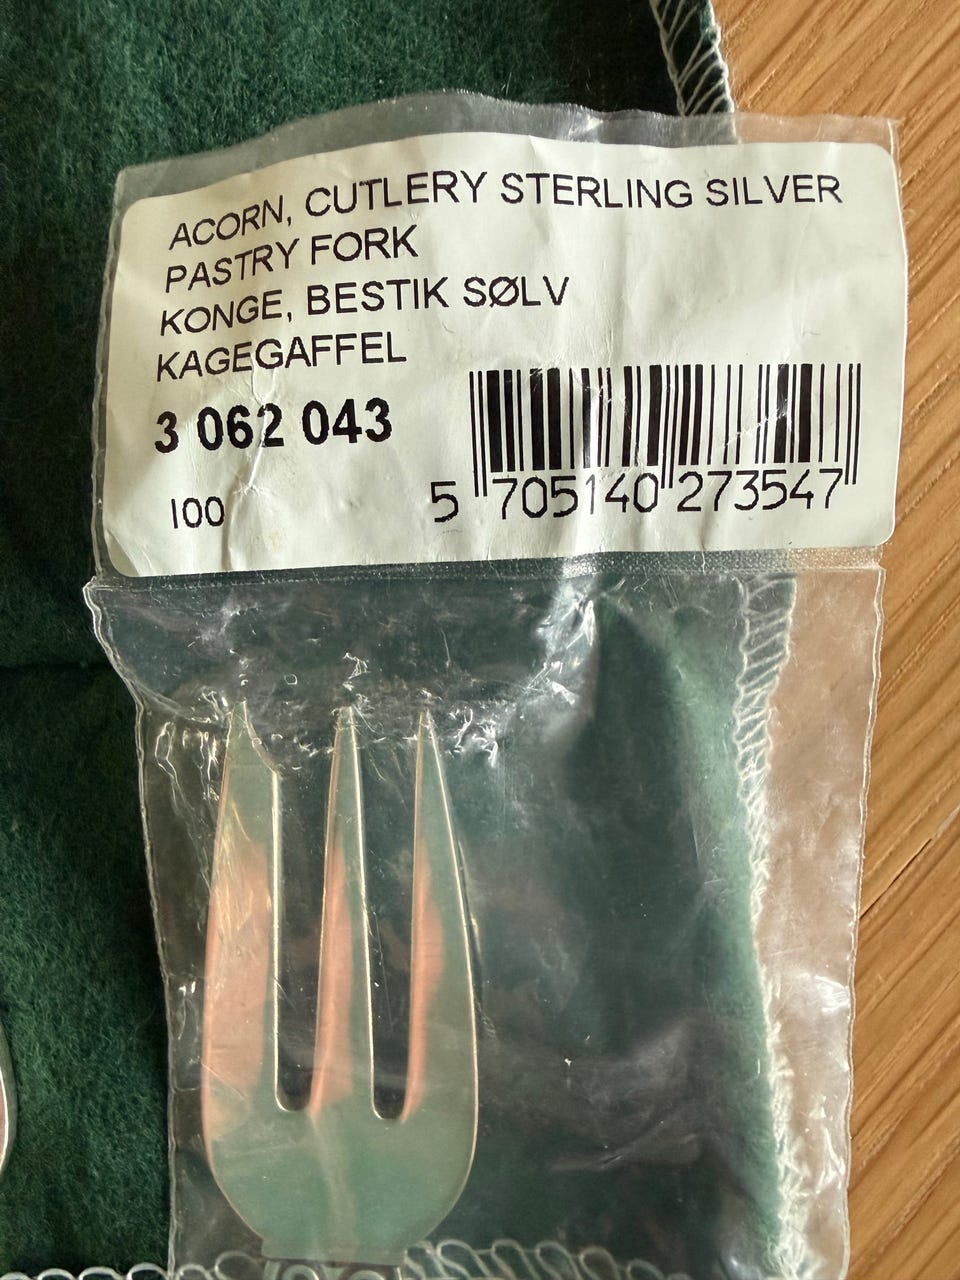 ACORN, CUTLERY STERLING SILVER
PASTRY FORK
KONGE, BESTIK SØLV
KAGEGAFFEL
3 062 043
100
5 705140 273547